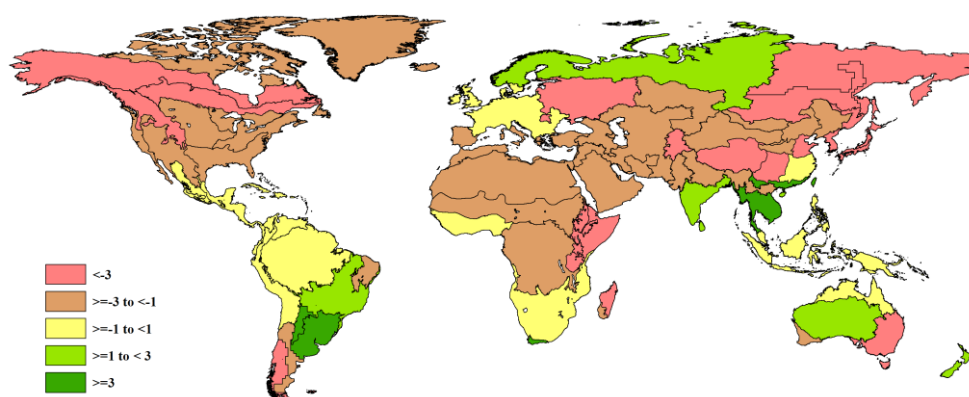 <-3
>=-3 to <-1
>=-1 to <1
>=1 to < 3
>=3